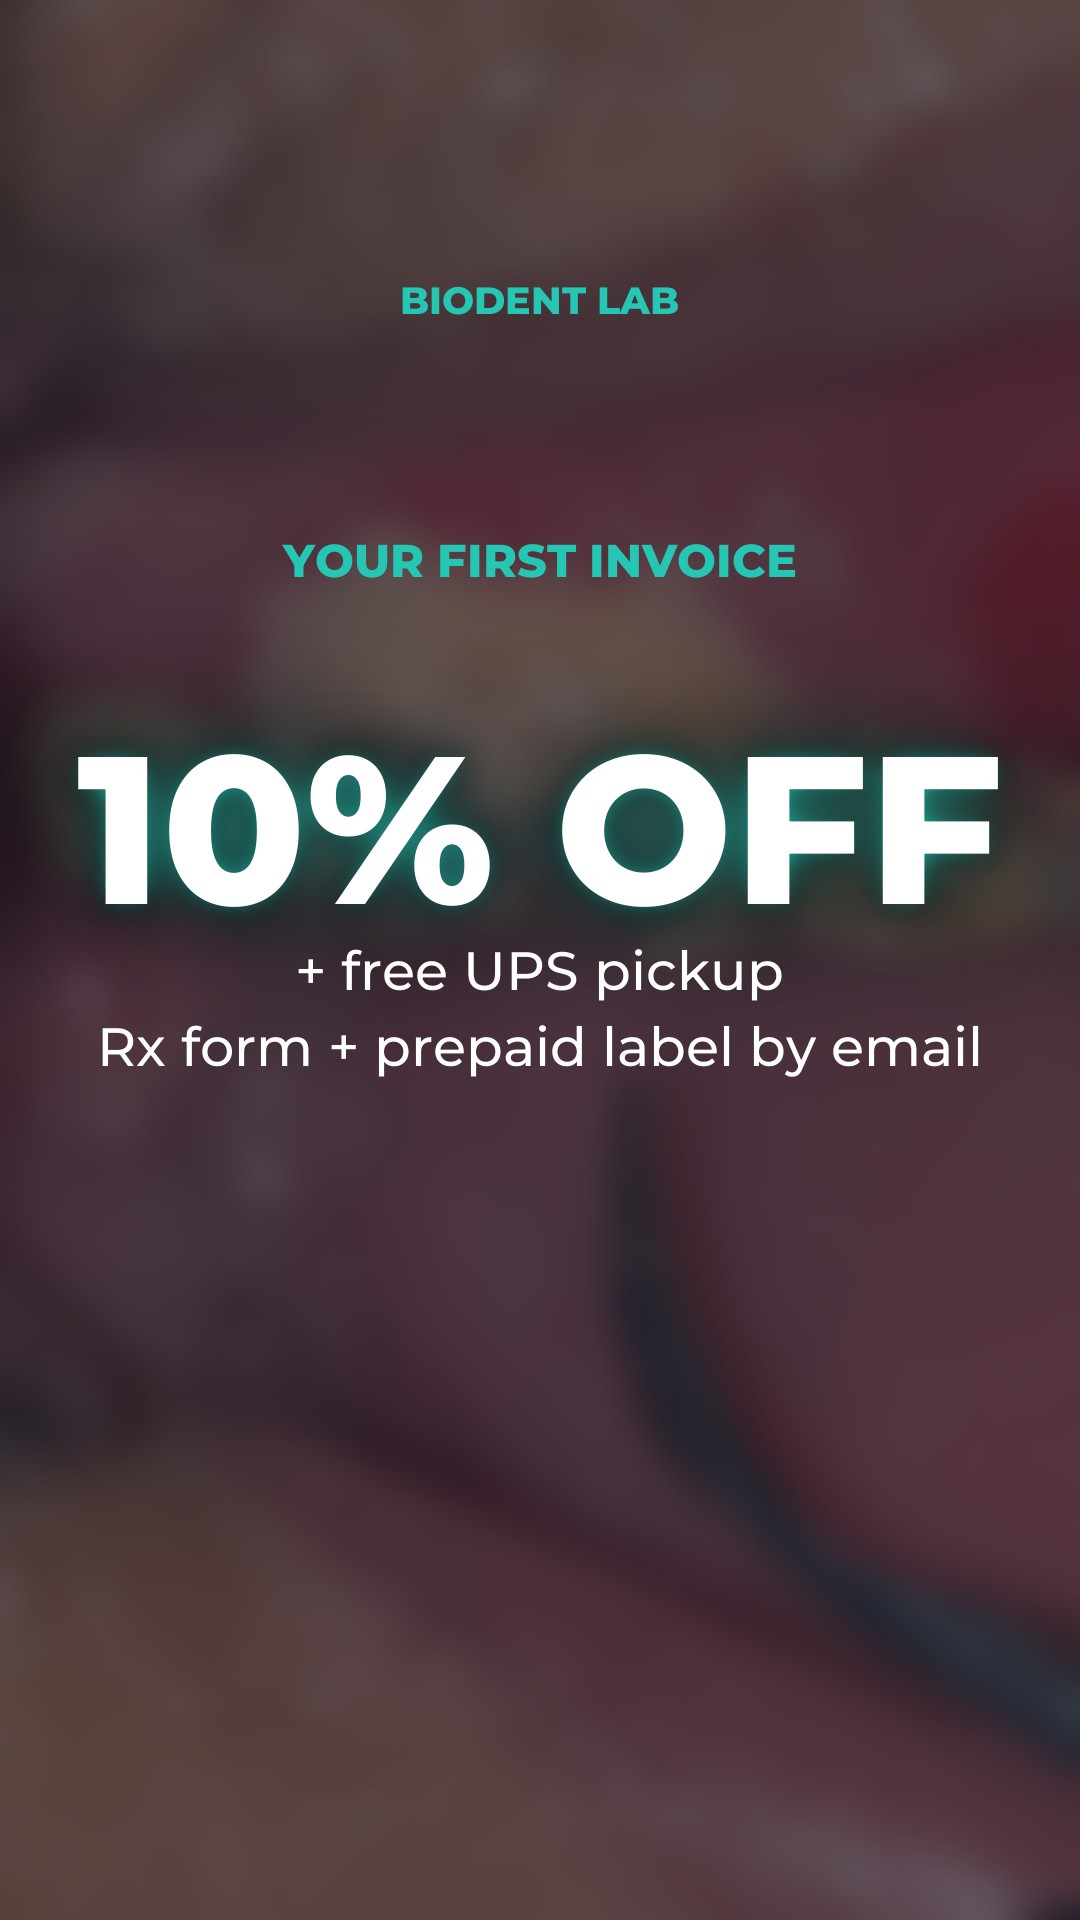 BIODENT LAB
YOUR FIRST INVOICE
10% OFF
+ free UPS pickup
Rx form + prepaid label by email